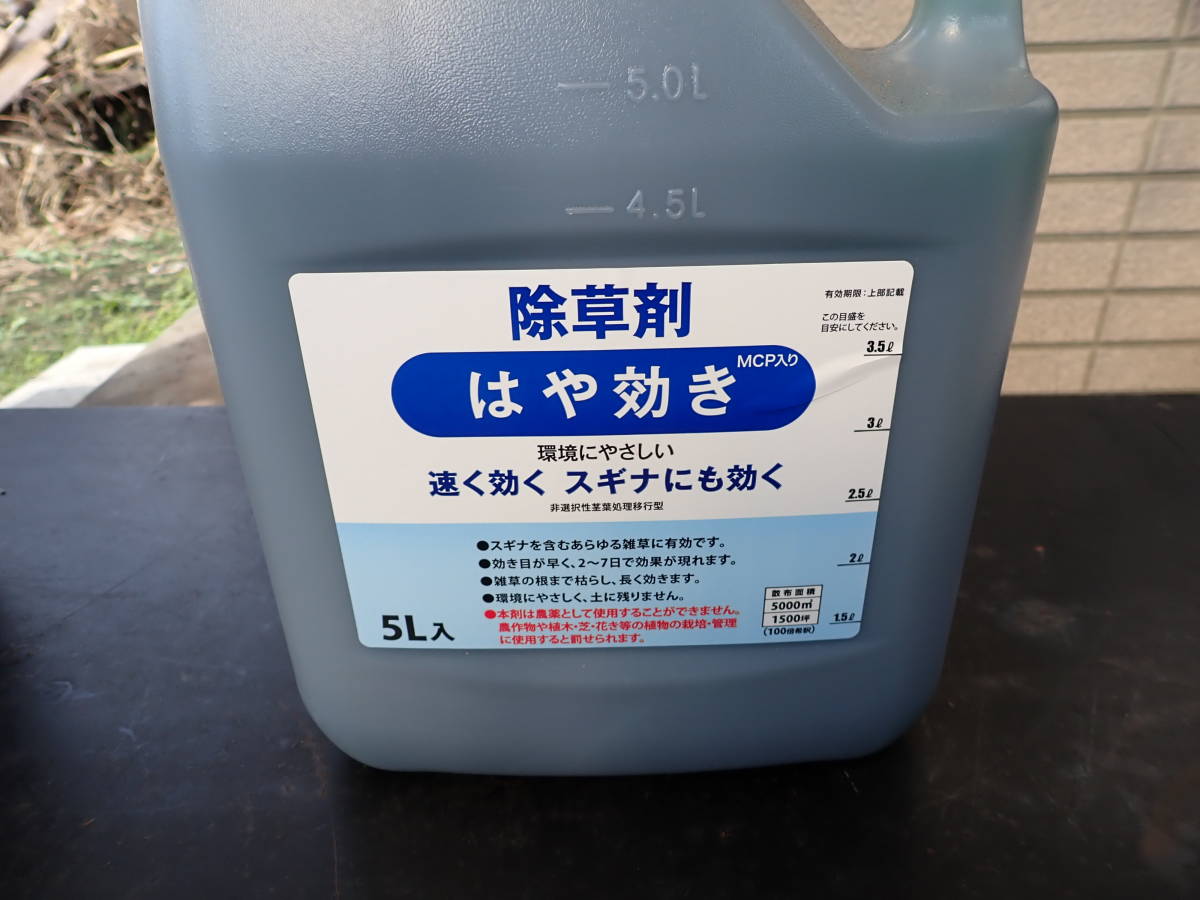 5.0L
4.5L
除草剤
はや効き MCP入り
環境にやさしい
速く効く スギナにも効く
非選択性茎葉処理移行型
●スギナを含むあらゆる雑草に有効です。
●効き目が早く、2〜7日で効果が現れます。
●雑草の根まで枯らし、長く効きます。
●環境にやさしく、土に残りません。
●本剤は農薬として使用することができません。
農作物や植木・芝・花き等の植物の栽培・管理
に使用すると罰せられます。
5L入
有効期限：上部記載
この目盛を
目安にしてください。
3.5ℓ
3ℓ
2.5ℓ
2ℓ
1.5ℓ
散布面積
5000㎡
1500坪
(100倍希釈)